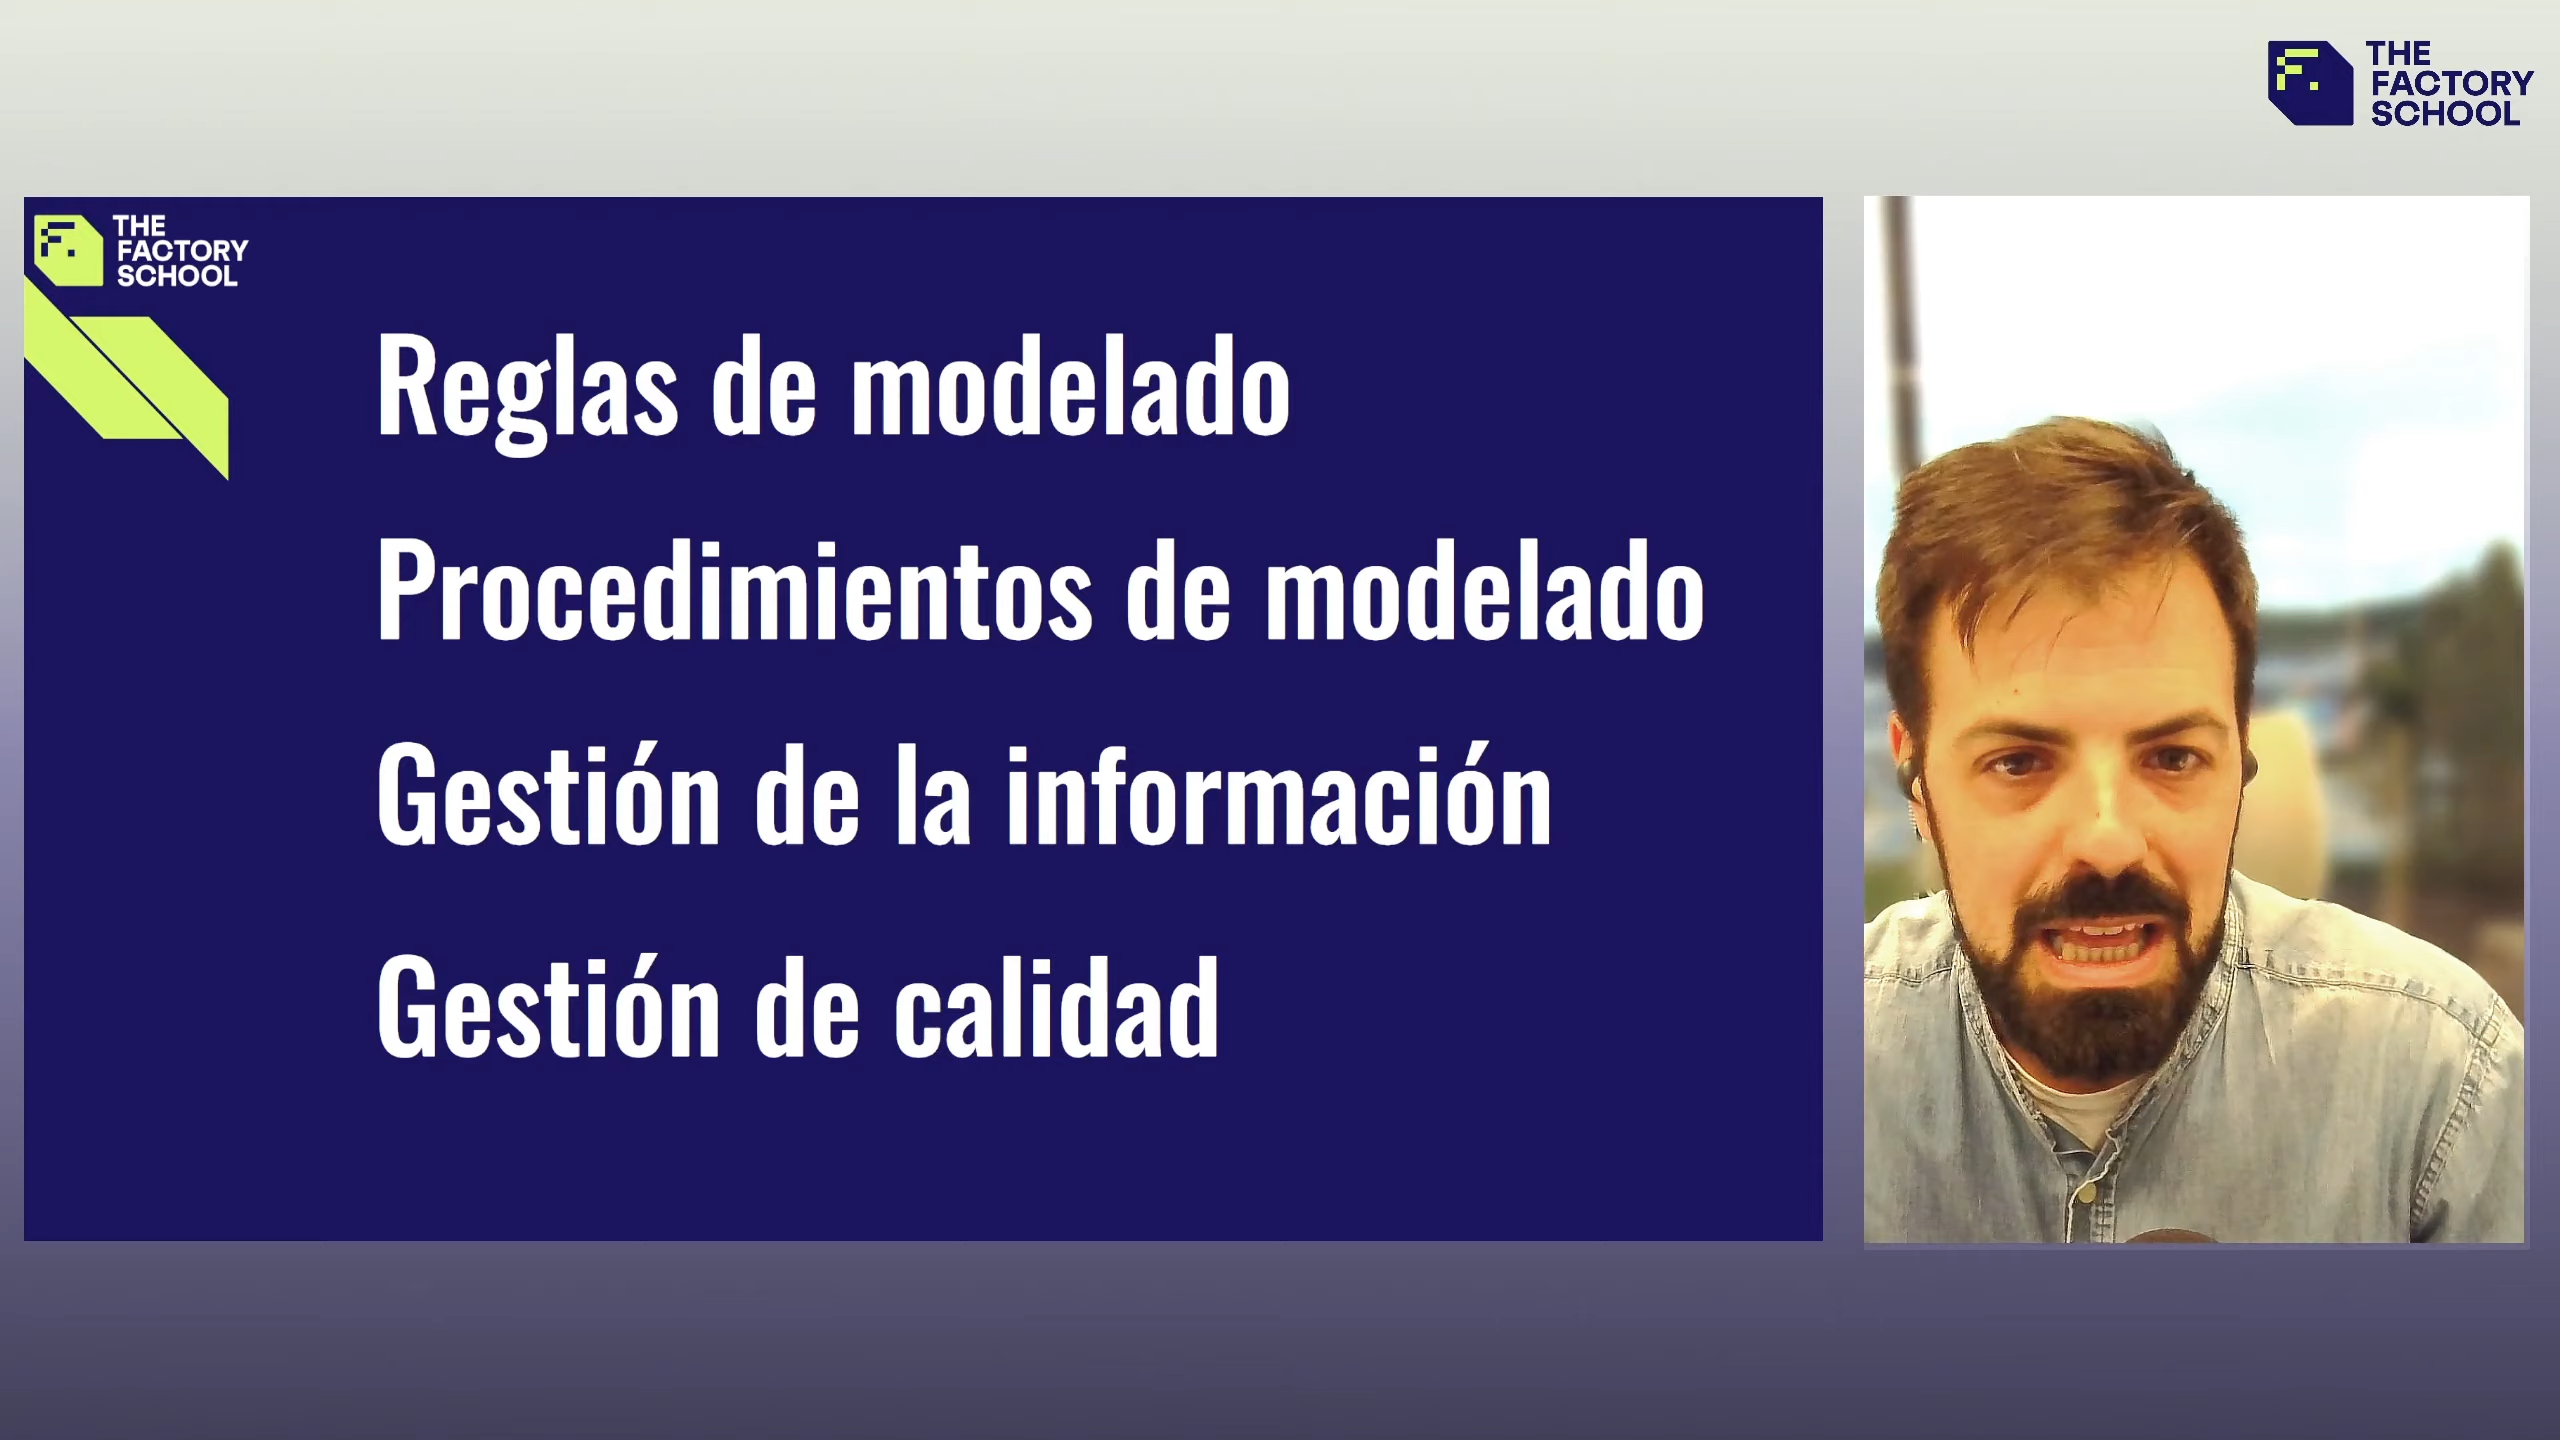 THE
FACTORY
SCHOOL
THE
FACTORY
SCHOOL
Reglas de modelado
Procedimientos de modelado
Gestión de la información
Gestión de calidad